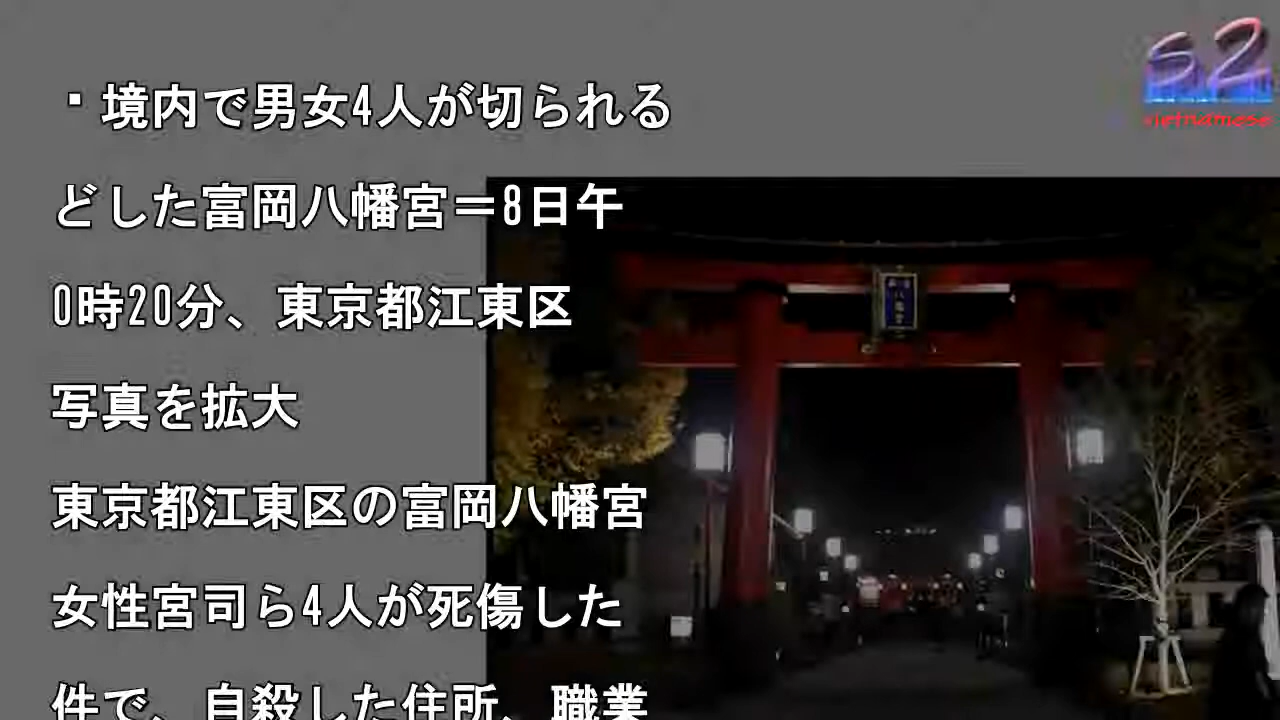 ・境内で男女4人が切られる
どした富岡八幡宮＝8日午
0時20分、東京都江東区
写真を拡大
東京都江東区の富岡八幡宮
女性宮司ら4人が死傷した
件で、自殺した住所、職業
S2
vietnamese
八幡宮